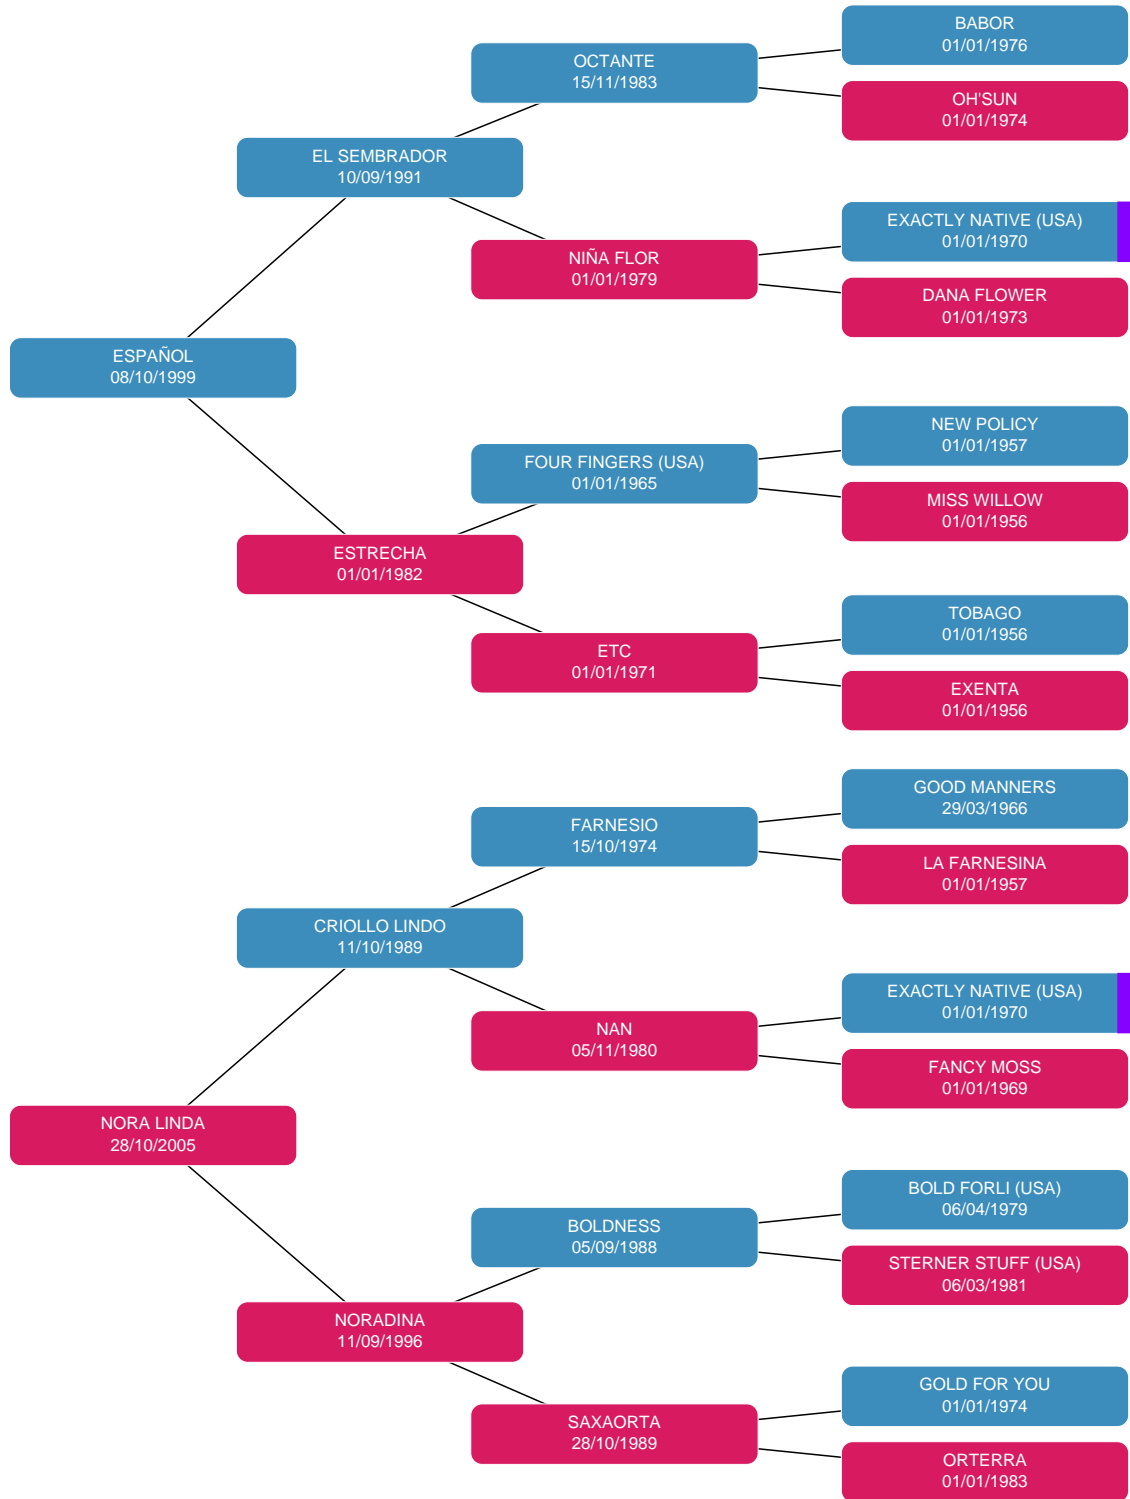 BABOR
01/01/1976
OCTANTE
15/11/1983
OH'SUN
01/01/1974
EL SEMBRADOR
10/09/1991
EXACTLY NATIVE (USA)
01/01/1970
NIÑA FLOR
01/01/1979
DANA FLOWER
01/01/1973
ESPAÑOL
08/10/1999
NEW POLICY
01/01/1957
FOUR FINGERS (USA)
01/01/1965
MISS WILLOW
01/01/1956
ESTRECHA
01/01/1982
TOBAGO
01/01/1956
ETC
01/01/1971
EXENTA
01/01/1956
GOOD MANNERS
29/03/1966
FARNESIO
15/10/1974
LA FARNESINA
01/01/1957
CRIOLLO LINDO
11/10/1989
EXACTLY NATIVE (USA)
01/01/1970
NAN
05/11/1980
FANCY MOSS
01/01/1969
NORA LINDA
28/10/2005
BOLD FORLI (USA)
06/04/1979
BOLDNESS
05/09/1988
STERNER STUFF (USA)
06/03/1981
NORADINA
11/09/1996
GOLD FOR YOU
01/01/1974
SAXAORTA
28/10/1989
ORTERRA
01/01/1983